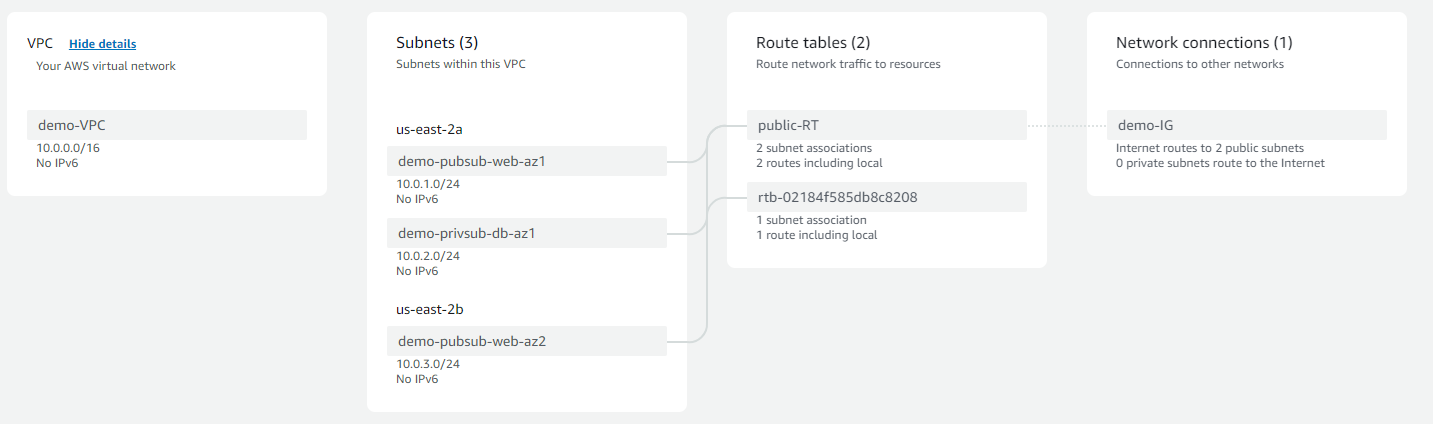 VPC Hide details
Your AWS virtual network
demo-VPC
10.0.0.0/16
No IPv6
Subnets (3)
Subnets within this VPC
us-east-2a
demo-pubsub-web-az1
10.0.1.0/24
No IPv6
demo-privsub-db-az1
10.0.2.0/24
No IPv6
us-east-2b
demo-pubsub-web-az2
10.0.3.0/24
No IPv6
Route tables (2)
Route network traffic to resources
public-RT
2 subnet associations
2 routes including local
rtb-02184f585db8c8208
1 subnet association
1 route including local
Network connections (1)
Connections to other networks
demo-IG
Internet routes to 2 public subnets
0 private subnets route to the Internet